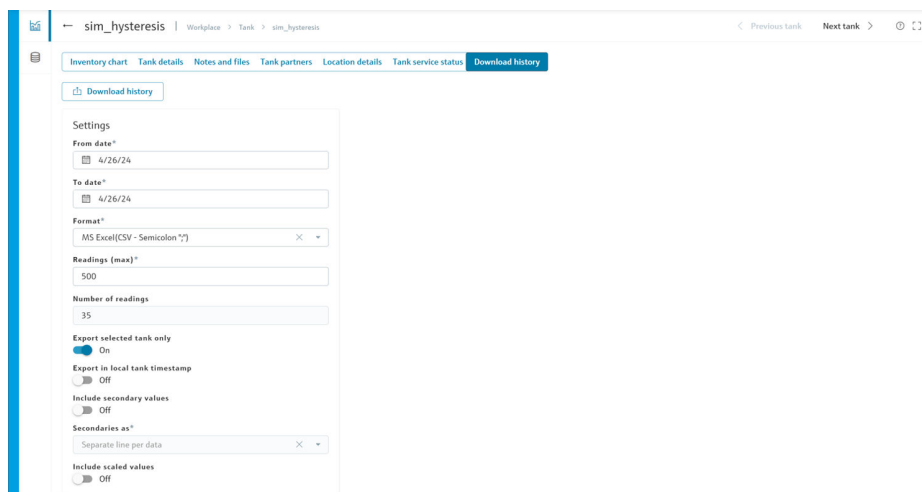 ← sim_hysteresis | Workplace > Tank > sim_hysteresis < Previous tank Next tank >
Inventory chart Tank details Notes and files Tank partners Location details Tank service status Download history
Download history
Settings
From date*
4/26/24
To date*
4/26/24
Format*
MS Excel(CSV - Semicolon ";")
Readings (max)*
500
Number of readings
35
Export selected tank only
On
Export in local tank timestamp
Off
Include secondary values
Off
Secondaries as*
Separate line per data
Include scaled values
Off